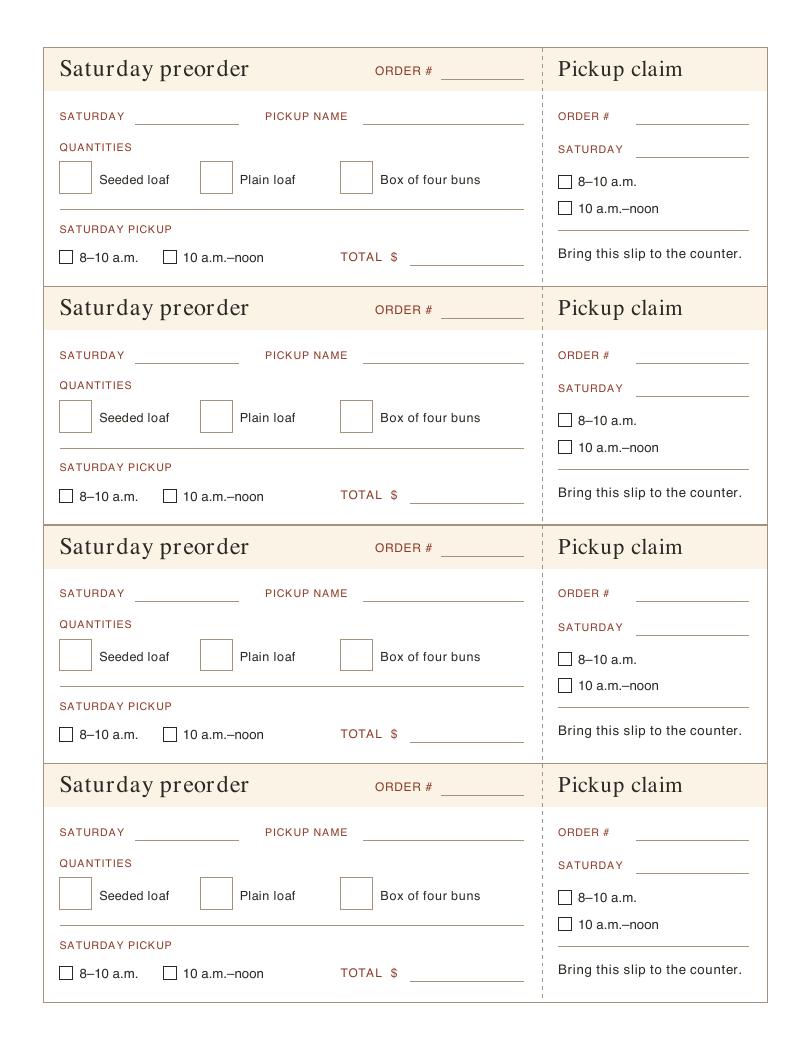 Saturday preorder ORDER # Pickup claim
SATURDAY PICKUP NAME ORDER #
QUANTITIES SATURDAY
Seeded loaf Plain loaf Box of four buns 8–10 a.m.
10 a.m.–noon
SATURDAY PICKUP
8–10 a.m. 10 a.m.–noon TOTAL $ Bring this slip to the counter.
Saturday preorder ORDER # Pickup claim
SATURDAY PICKUP NAME ORDER #
QUANTITIES SATURDAY
Seeded loaf Plain loaf Box of four buns 8–10 a.m.
10 a.m.–noon
SATURDAY PICKUP
8–10 a.m. 10 a.m.–noon TOTAL $ Bring this slip to the counter.
Saturday preorder ORDER # Pickup claim
SATURDAY PICKUP NAME ORDER #
QUANTITIES SATURDAY
Seeded loaf Plain loaf Box of four buns 8–10 a.m.
10 a.m.–noon
SATURDAY PICKUP
8–10 a.m. 10 a.m.–noon TOTAL $ Bring this slip to the counter.
Saturday preorder ORDER # Pickup claim
SATURDAY PICKUP NAME ORDER #
QUANTITIES SATURDAY
Seeded loaf Plain loaf Box of four buns 8–10 a.m.
10 a.m.–noon
SATURDAY PICKUP
8–10 a.m. 10 a.m.–noon TOTAL $ Bring this slip to the counter.